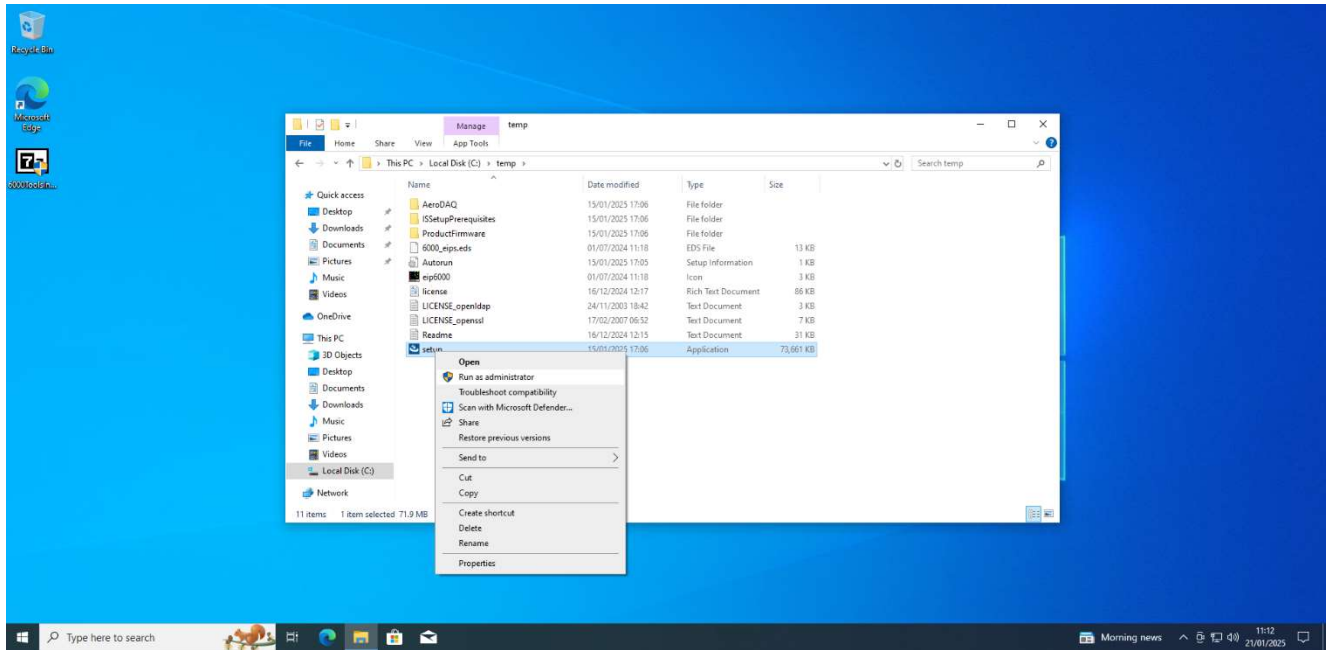 Recycle Bin
Microsoft
Edge
6000Toolsin...
Manage temp
File Home Share View App Tools
This PC > Local Disk (C:) > temp >
Search temp
Name Date modified Type Size
Quick access
Desktop
Downloads
Documents
Pictures
Music
Videos
OneDrive
This PC
3D Objects
Desktop
Documents
Downloads
Music
Pictures
Videos
Local Disk (C:)
Network
AeroDAQ 15/01/2025 17:06 File folder
ISSetupPrerequisites 15/01/2025 17:06 File folder
ProductFirmware 15/01/2025 17:06 File folder
6000_eips.eds 01/07/2024 11:18 EDS File 13 KB
Autorun 15/01/2025 17:05 Setup Information 1 KB
eip6000 01/07/2024 11:18 Icon 3 KB
license 16/12/2024 12:17 Rich Text Document 86 KB
LICENSE_openldap 24/11/2003 18:42 Text Document 3 KB
LICENSE_openssl 17/02/2007 06:52 Text Document 7 KB
Readme 16/12/2024 12:15 Text Document 31 KB
setup 15/01/2025 17:06 Application 73,661 KB
Open
Run as administrator
Troubleshoot compatibility
Scan with Microsoft Defender...
Share
Restore previous versions
Send to
Cut
Copy
Create shortcut
Delete
Rename
Properties
11 items 1 item selected 71.9 MB
Type here to search
Morning news
11:12
21/01/2025